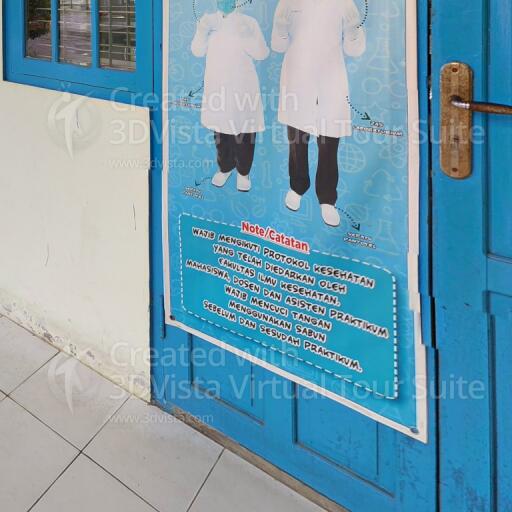 Created with
3DVista Virtual Tour Suite
www.3dvista.com
Note/Catatan
WAJIB MENGIKUTI PROTOKOL KESEHATAN
YANG TELAH DIEDARKAN OLEH
FAKULTAS ILMU KESEHATAN.
MAHASISWA, DOSEN DAN ASISTEN PRAKTIKUM
WAJIB MENCUCI TANGAN
MENGGUNAKAN SABUN
SEBELUM DAN SESUDAH PRAKTIKUM.
Created with
3DVista Virtual Tour Suite
www.3dvista.com